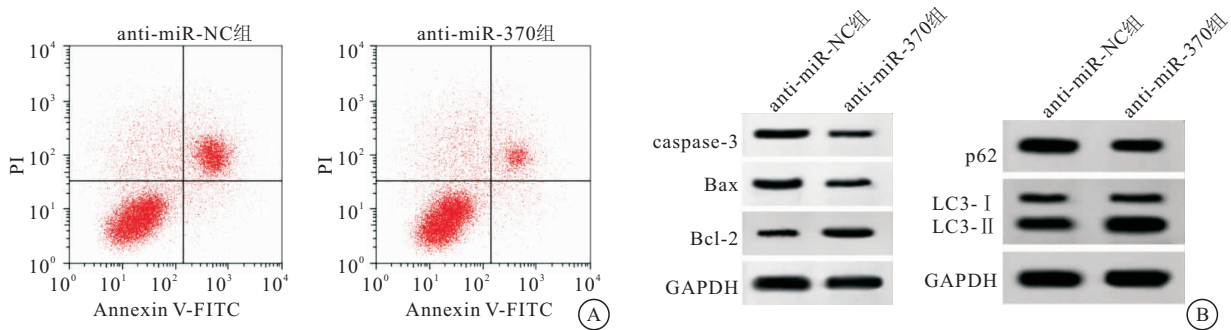 anti-miR-NC组
10⁴
10³
10²
10¹
10⁰
PI
10⁰ 10¹ 10² 10³ 10⁴
Annexin V-FITC
anti-miR-370组
10⁴
10³
10²
10¹
10⁰
PI
10⁰ 10¹ 10² 10³ 10⁴
Annexin V-FITC
A
anti-miR-NC组
anti-miR-370组
caspase-3
Bax
Bcl-2
GAPDH
anti-miR-NC组
anti-miR-370组
p62
LC3-Ⅰ
LC3-Ⅱ
GAPDH
B